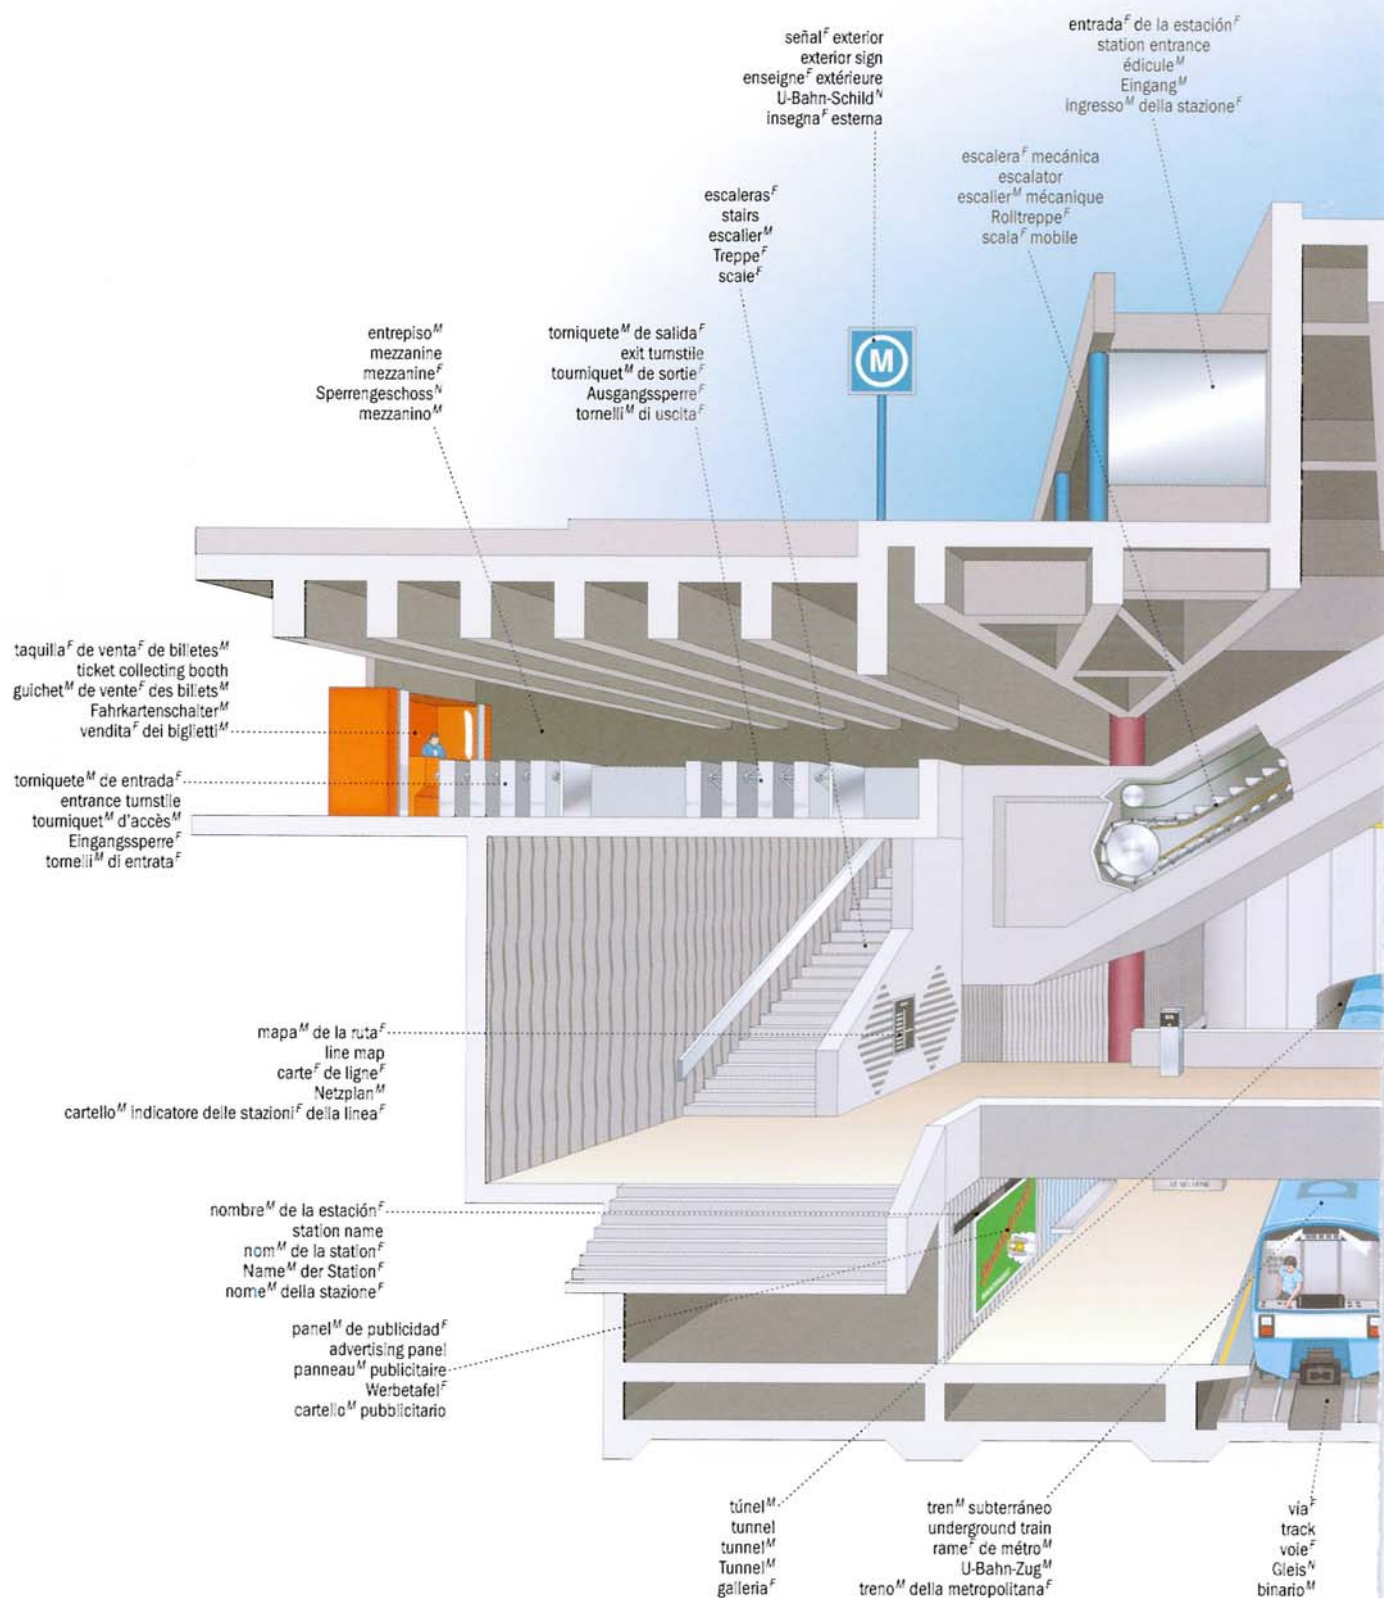 señal^F exterior
exterior sign
enseigne^F extérieure
U-Bahn-Schild^N
insegna^F esterna
entrada^F de la estación^F
station entrance
édicule^M
Eingang^M
ingresso^M della stazione^F
escalera^F mecánica
escalator
escalier^M mécanique
Rolltreppe^F
scala^F mobile
escaleras^F
stairs
escalier^M
Treppe^F
scale^F
entrepiso^M
mezzanine
mezzanine^F
Sperrengeschoss^N
mezzanino^M
torniquete^M de salida^F
exit turnstile
tourniquet^M de sortie^F
Ausgangssperre^F
tornelli^M di uscita^F
M
taquilla^F de venta^F de billetes^M
ticket collecting booth
guichet^M de vente^F des billets^M
Fahrkartenschalter^M
vendita^F dei biglietti^M
torniquete^M de entrada^F
entrance turnstile
tourniquet^M d'accès^M
Eingangssperre^F
tornelli^M di entrata^F
mapa^M de la ruta^F
line map
carte^F de ligne^F
Netzplan^M
cartello^M indicatore delle stazioni^F della linea^F
nombre^M de la estación^F
station name
nom^M de la station^F
Name^M der Station^F
nome^M della stazione^F
panel^M de publicidad^F
advertising panel
panneau^M publicitaire
Werbetafel^F
cartello^M pubblicitario
túnel^M
tunnel
tunnel^M
Tunnel^M
galleria^F
tren^M subterráneo
underground train
rame^F de métro^M
U-Bahn-Zug^M
treno^M della metropolitana^F
vía^F
track
voie^F
Gleis^N
binario^M